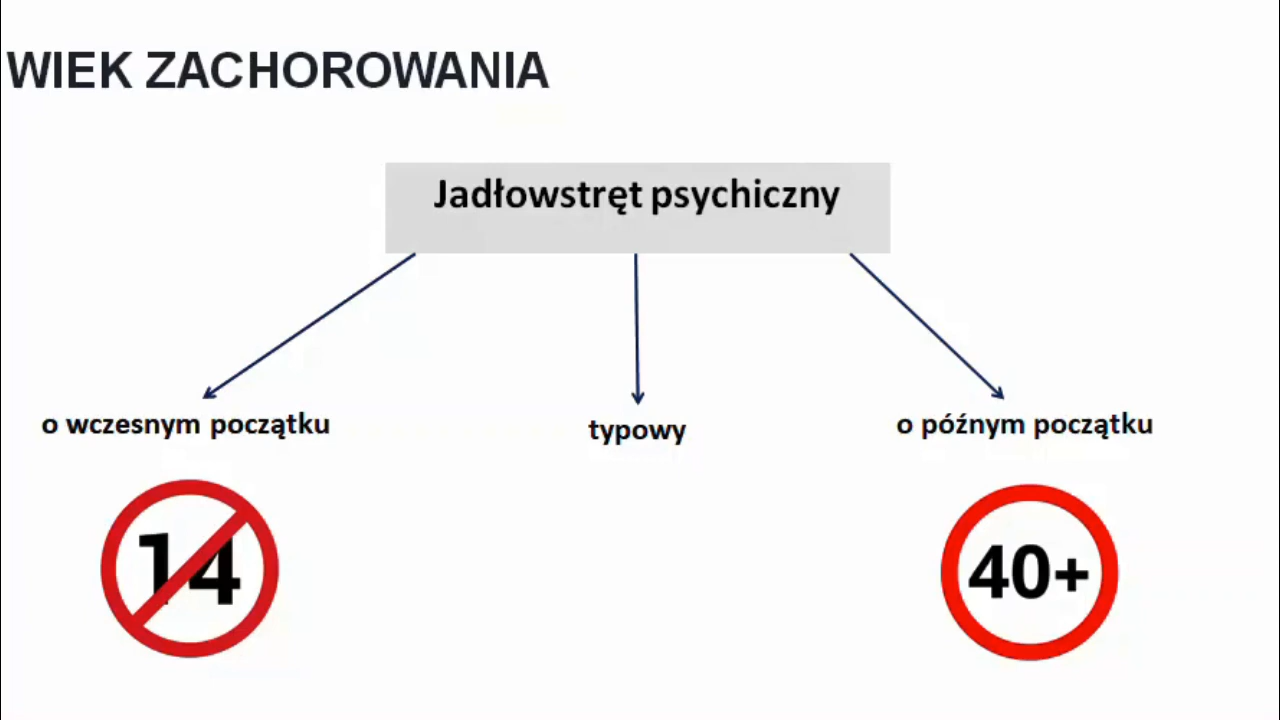 WIEK ZACHOROWANIA
Jadłowstręt psychiczny
o wczesnym początku
typowy
o późnym początku
14
40+